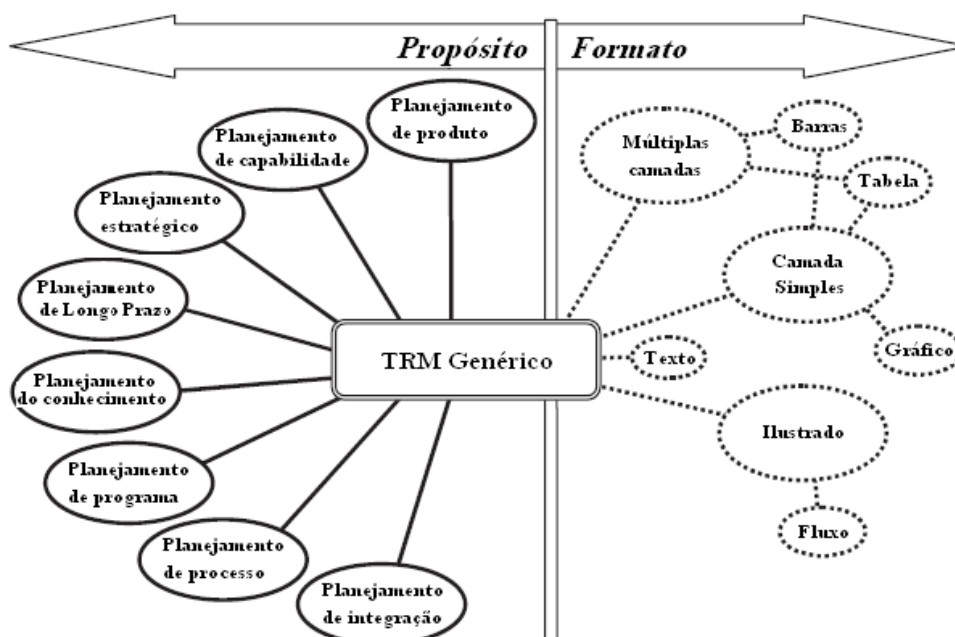 Propósito
Formato
Planejamento
de produto
Planejamento
de capabilidade
Planejamento
estratégico
Planejamento
de Longo Prazo
Planejamento
do conhecimento
Planejamento
de programa
Planejamento
de processo
Planejamento
de integração
TRM Genérico
Múltiplas
camadas
Barras
Tabela
Camada
Simples
Gráfico
Texto
Ilustrado
Fluxo